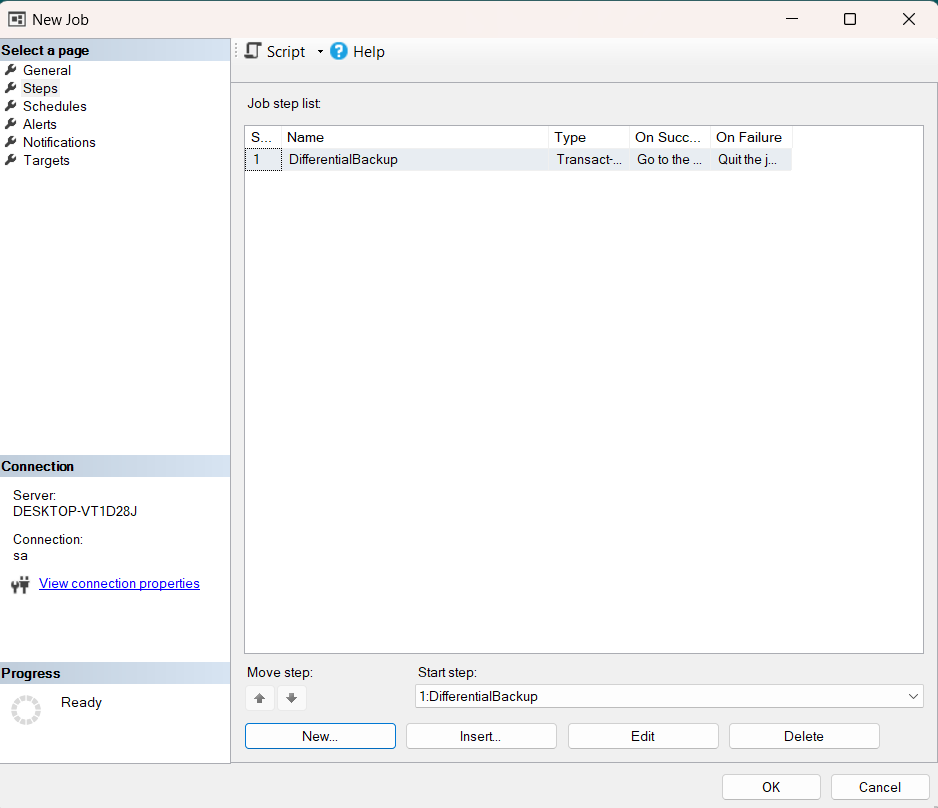 New Job
Select a page
General
Steps
Schedules
Alerts
Notifications
Targets
Script
Help
Job step list:
S... Name Type On Succ... On Failure
1 DifferentialBackup Transact-... Go to the ... Quit the j...
Connection
Server:
DESKTOP-VT1D28J
Connection:
sa
View connection properties
Progress
Ready
Move step:
Start step:
1:DifferentialBackup
New...
Insert...
Edit
Delete
OK
Cancel